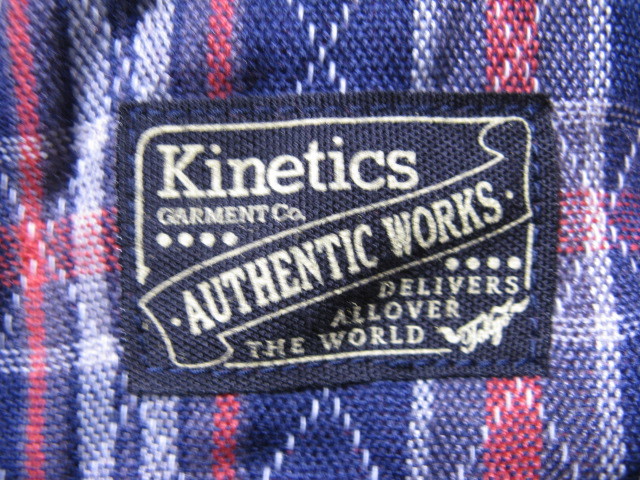 Kinetics
GARMENT Co.
AUTHENTIC WORKS
DELIVERS
ALLOVER
THE WORLD